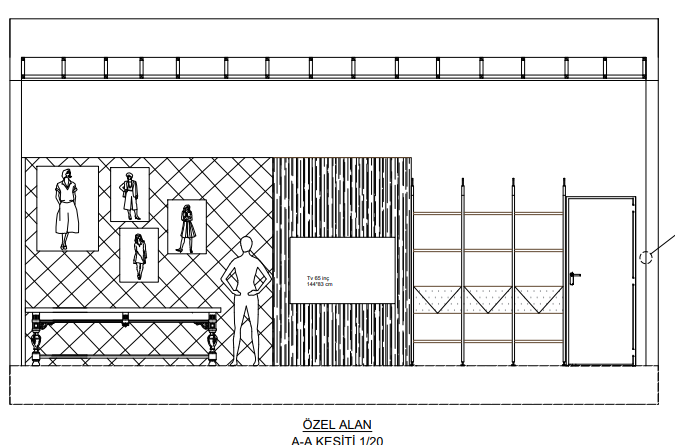 Tv 65 inç
144*83 cm
ÖZEL ALAN
A-A KESİTİ 1/20